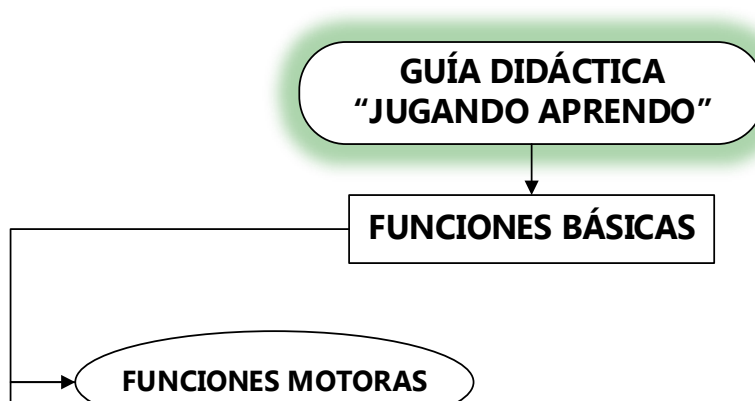 GUÍA DIDÁCTICA
“JUGANDO APRENDO”
FUNCIONES BÁSICAS
FUNCIONES MOTORAS